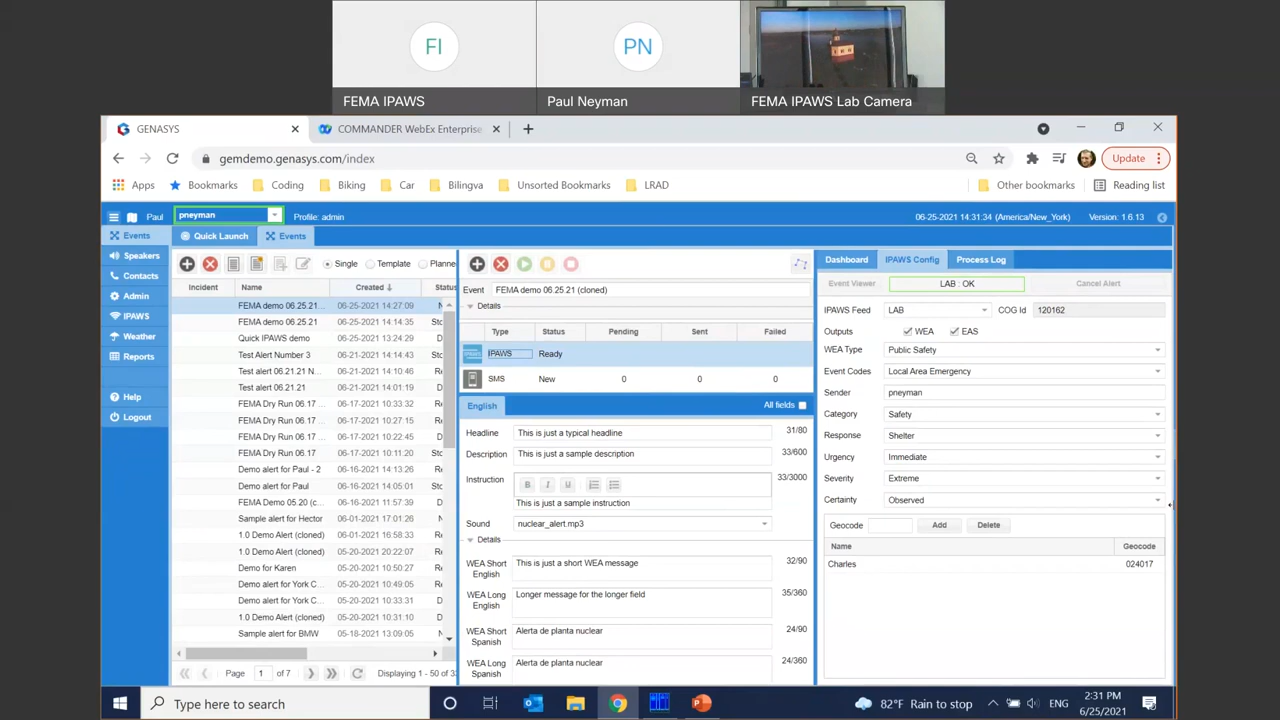 FI
PN
FEMA IPAWS
Paul Neyman
FEMA IPAWS Lab Camera
GENASYS
COMMANDER WebEx Enterprise
gemdemo.genasys.com/index
Update
Apps
Bookmarks
Coding
Biking
Car
Bilingva
Unsorted Bookmarks
LRAD
Other bookmarks
Reading list
Paul
pneyman
Profile: admin
06-25-2021 14:31:34 (America/New_York)
Version: 1.6.13
Events
Speakers
Contacts
Admin
IPAWS
Weather
Reports
Help
Logout
Quick Launch
Events
Single
Template
Planne
Incident Name Created Status
FEMA demo 06.25.21... 06-25-2021 14:27:09 N
FEMA demo 06.25.21 06-25-2021 14:14:35 Sto
Quick IPAWS demo 06-25-2021 13:24:29 D
Test Alert Number 3 06-21-2021 14:14:43 Re
Test alert 06.21.21 N... 06-21-2021 14:10:46 Re
Test alert 06.21.21 06-21-2021 14:01:19 D
FEMA Dry Run 06.17 ... 06-17-2021 10:33:32 D
FEMA Dry Run 06.17 ... 06-17-2021 10:22:45 D
FEMA Dry Run 06.17 06-17-2021 10:11:20 Sto
Demo alert for Paul - 2 06-16-2021 14:13:26 D
Demo alert for Paul 06-16-2021 14:05:01 Sto
FEMA Demo 05.20 (c... 06-01-2021 11:57:39 D
Sample alert for Hector 06-01-2021 17:01:26 D
1.0 Demo Alert (cloned) 06-01-2021 16:58:33 D
1.0 Demo Alert (cloned) 05-20-2021 20:22:07 D
Demo for Karen 05-20-2021 10:50:27 Re
Demo alert for York C... 05-20-2021 10:49:05 Re
Demo alert for York C... 05-20-2021 10:33:31 D
1.0 Demo Alert (cloned) 05-20-2021 10:31:10 D
Sample alert for BMW 05-18-2021 13:09:05 Re
Page 1 of 7
Displaying 1 - 50 of 33
Event FEMA demo 06.25.21 (cloned)
Details
Type Status Pending Sent Failed
IPAWS Ready
SMS New 0 0 0
English
All fields
Headline This is just a typical headline 31/80
Description This is just a sample description 33/600
Instruction B I U 33/3000
This is just a sample instruction
Sound nuclear_alert.mp3
Details
WEA Short English This is just a short WEA message 32/90
WEA Long English Longer message for the longer field 35/360
WEA Short Spanish Alerta de planta nuclear 24/90
WEA Long Spanish Alerta de planta nuclear 24/360
Dashboard
IPAWS Config
Process Log
Event Viewer
LAB : OK
Cancel Alert
IPAWS Feed LAB COG Id 120162
Outputs WEA EAS
WEA Type Public Safety
Event Codes Local Area Emergency
Sender pneyman
Category Safety
Response Shelter
Urgency Immediate
Severity Extreme
Certainty Observed
Geocode Add Delete
Name Geocode
Charles 024017
Type here to search
82°F Rain to stop
ENG
2:31 PM
6/25/2021